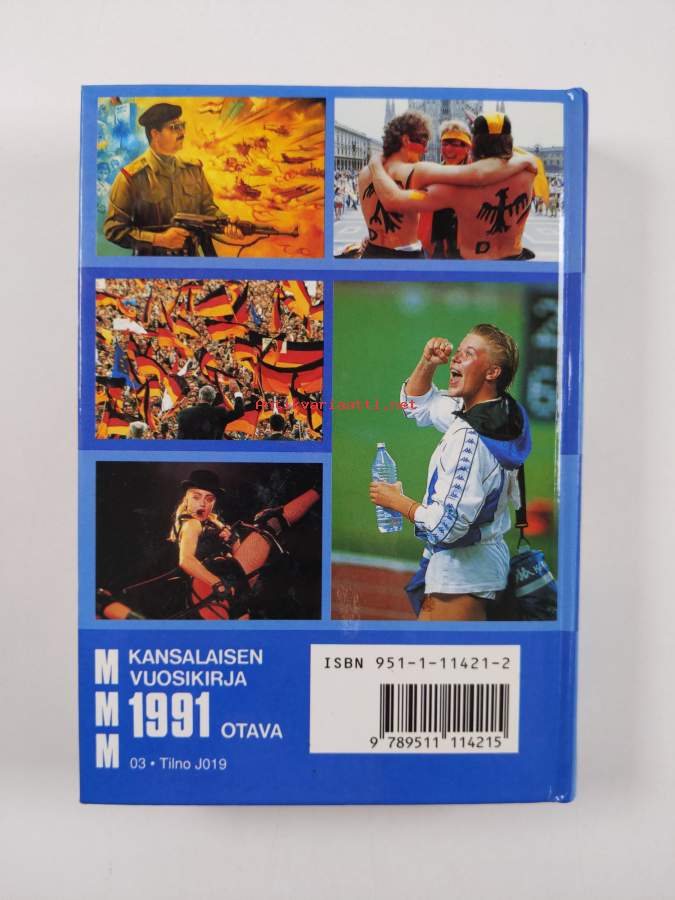 Antikvariaatti.net
D
D
M
M
M
KANSALAISEN
VUOSIKIRJA
1991 OTAVA
03 • Tilno J019
ISBN 951-1-11421-2
9 789511 114215